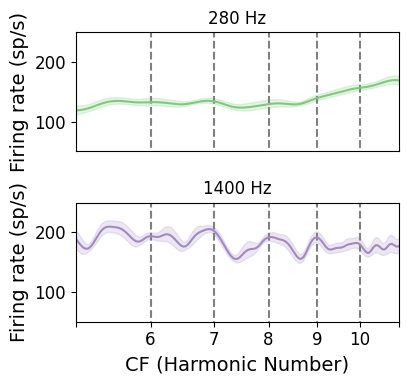 280 Hz
Firing rate (sp/s)
200
100
1400 Hz
Firing rate (sp/s)
200
100
6 7 8 9 10
CF (Harmonic Number)